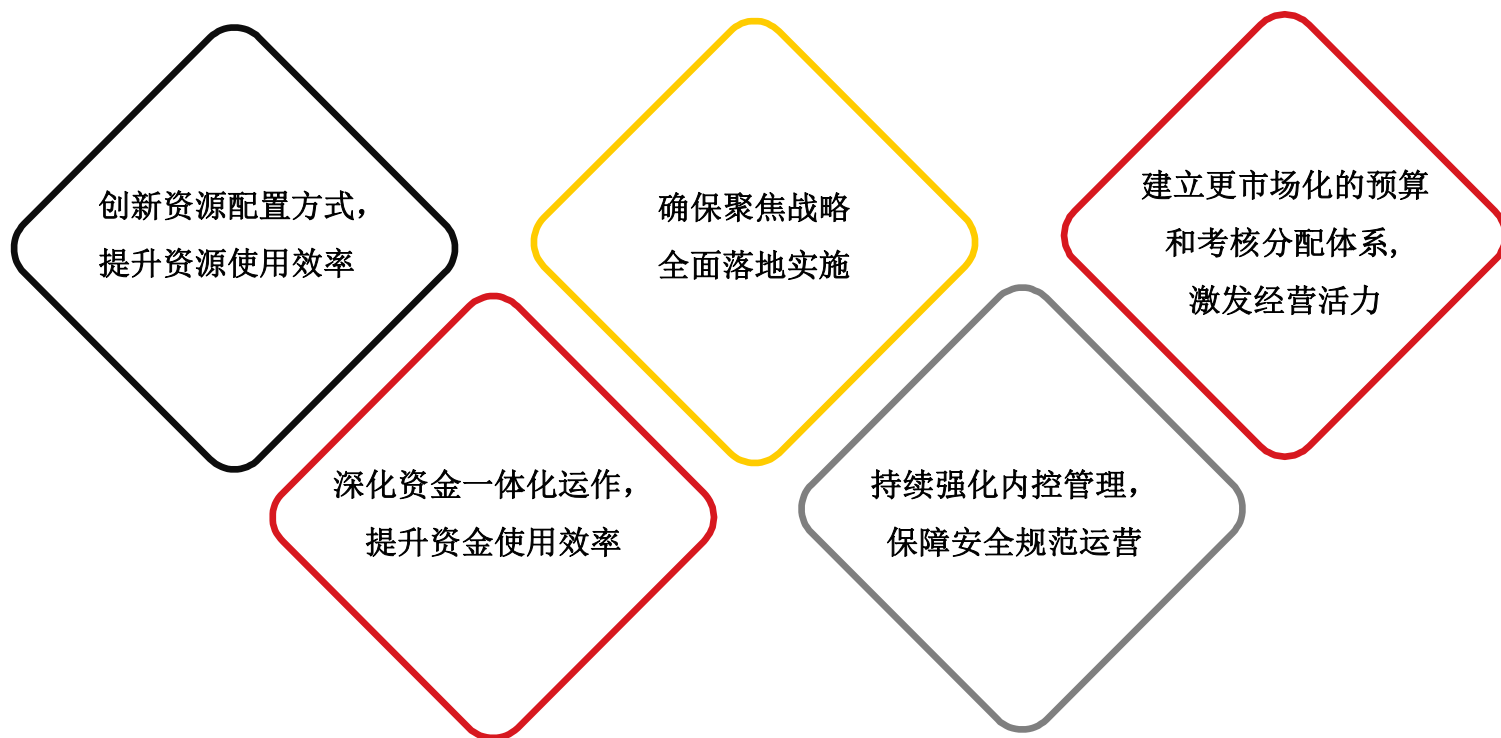 创新资源配置方式，
提升资源使用效率
深化资金一体化运作，
提升资金使用效率
确保聚焦战略
全面落地实施
持续强化内控管理，
保障安全规范运营
建立更市场化的预算
和考核分配体系,
激发经营活力